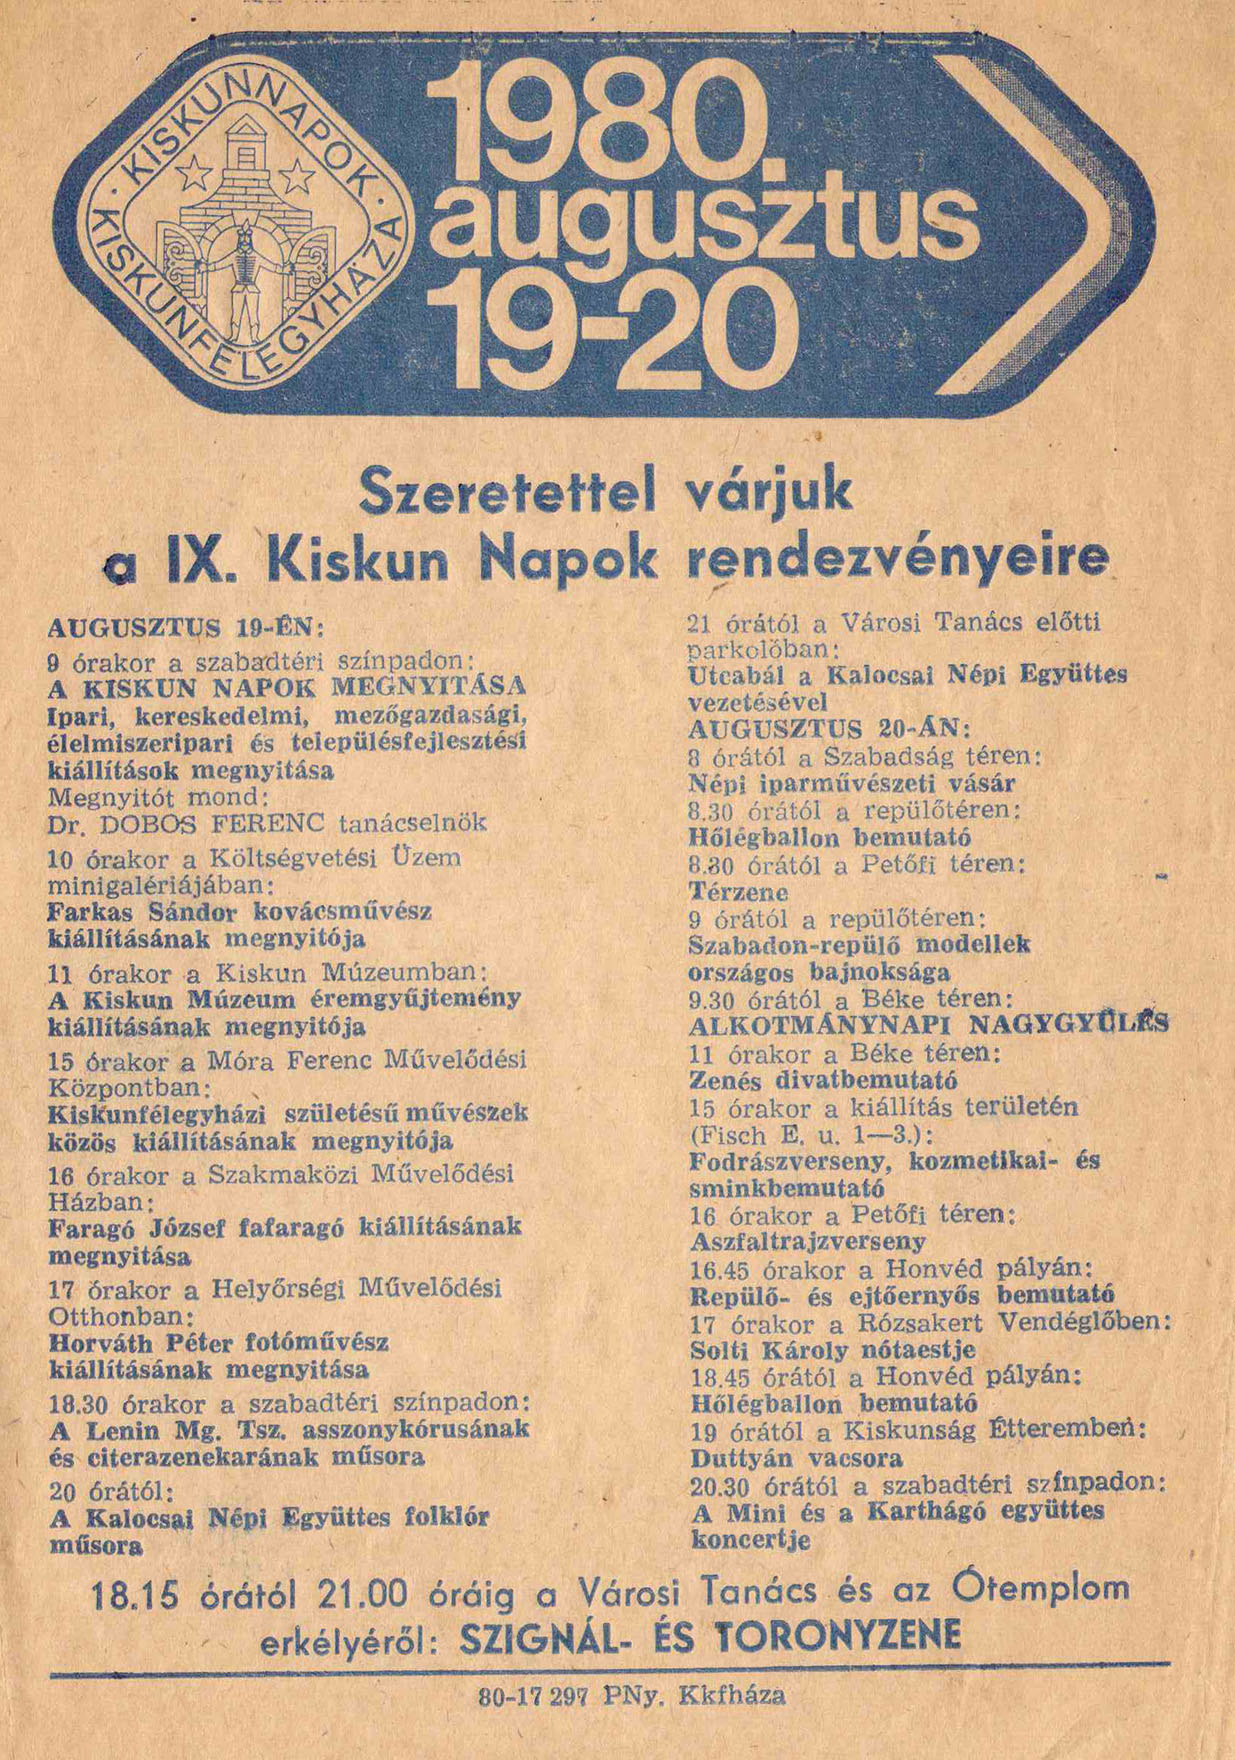 KISKUNNAPOK
KISKUNFÉLEGYHÁZA
1980.
augusztus
19-20
Szeretettel várjuk
a IX. Kiskun Napok rendezvényeire
AUGUSZTUS 19-ÉN:
9 órakor a szabadtéri színpadon:
A KISKUN NAPOK MEGNYITÁSA
Ipari, kereskedelmi, mezőgazdasági,
élelmiszeripari és településfejlesztési
kiállítások megnyitása
Megnyitót mond:
Dr. DOBOS FERENC tanácselnök
10 órakor a Költségvetési Üzem
minigalériájában:
Farkas Sándor kovácsművész
kiállításának megnyitója
11 órakor a Kiskun Múzeumban:
A Kiskun Múzeum éremgyűjtemény
kiállításának megnyitója
15 órakor a Móra Ferenc Művelődési
Központban:
Kiskunfélegyházi születésű művészek
közös kiállításának megnyitója
16 órakor a Szakmaközi Művelődési
Házban:
Faragó József fafaragó kiállításának
megnyitása
17 órakor a Helyőrségi Művelődési
Otthonban:
Horváth Péter fotóművész
kiállításának megnyitása
18.30 órakor a szabadtéri színpadon:
A Lenin Mg. Tsz. asszonykórusának
és citerazenekarának műsora
20 órától:
A Kalocsai Népi Együttes folklór
műsora
21 órától a Városi Tanács előtti
parkolóban:
Utcabál a Kalocsai Népi Együttes
vezetésével
AUGUSZTUS 20-ÁN:
8 órától a Szabadság téren:
Népi iparművészeti vásár
8.30 órától a repülőtéren:
Hőlégballon bemutató
8.30 órától a Petőfi téren:
Térzene
9 órától a repülőtéren:
Szabadon-repülő modellek
országos bajnoksága
9.30 órától a Béke téren:
ALKOTMÁNYNAPI NAGYGYŰLÉS
11 órakor a Béke téren:
Zenés divatbemutató
15 órakor a kiállítás területén
(Fisch E. u. 1—3.):
Fodrászverseny, kozmetikai- és
sminkbemutató
16 órakor a Petőfi téren:
Aszfaltrajzverseny
16.45 órakor a Honvéd pályán:
Repülő- és ejtőernyős bemutató
17 órakor a Rózsakert Vendéglőben:
Solti Károly nótaestje
18.45 órától a Honvéd pályán:
Hőlégballon bemutató
19 órától a Kiskunság Étteremben:
Duttyán vacsora
20.30 órától a szabadtéri színpadon:
A Mini és a Karthágó együttes
koncertje
18.15 órától 21.00 óráig a Városi Tanács és az Ótemplom
erkélyéről: SZIGNÁL- ÉS TORONYZENE
80-17 297 PNy. Kkfháza